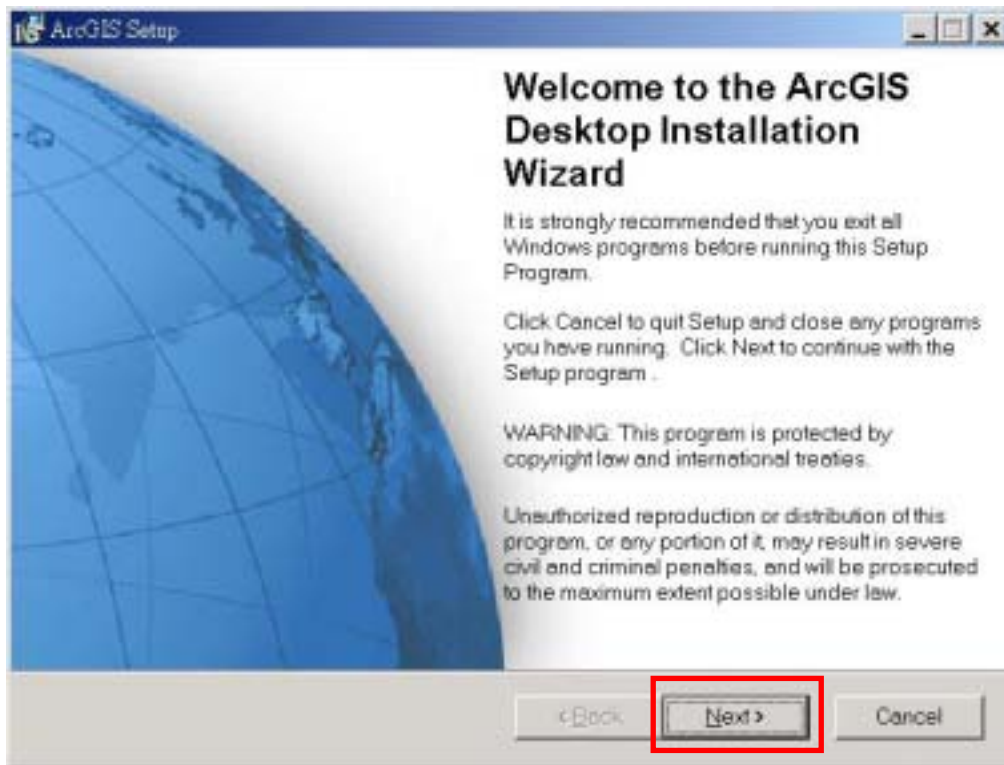 ArcGIS Setup
Welcome to the ArcGIS
Desktop Installation
Wizard
It is strongly recommended that you exit all
Windows programs before running this Setup
Program.
Click Cancel to quit Setup and close any programs
you have running. Click Next to continue with the
Setup program .
WARNING: This program is protected by
copyright law and international treaties.
Unauthorized reproduction or distribution of this
program, or any portion of it, may result in severe
civil and criminal penalties, and will be prosecuted
to the maximum extent possible under law.
< Back
Next >
Cancel